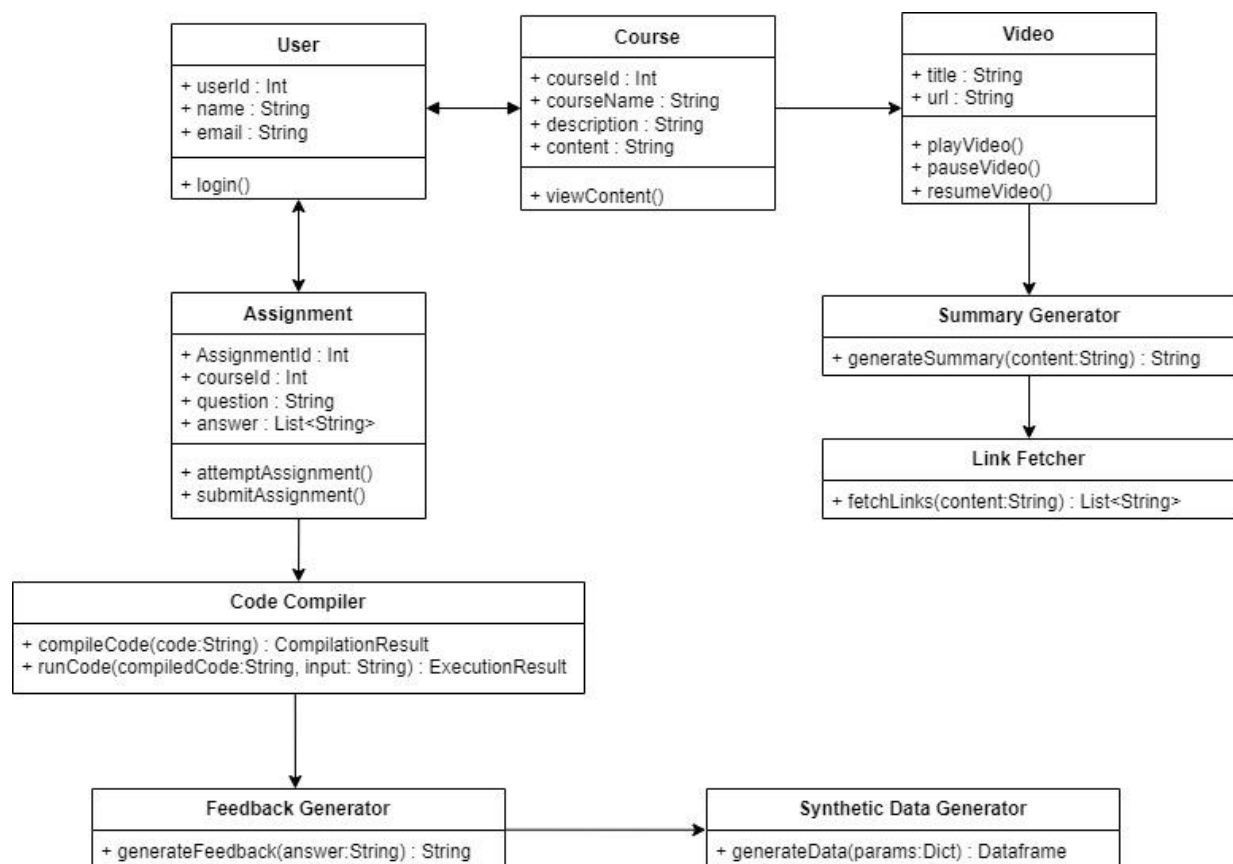 User
+ userId : Int
+ name : String
+ email : String
+ login()
Course
+ courseId : Int
+ courseName : String
+ description : String
+ content : String
+ viewContent()
Video
+ title : String
+ url : String
+ playVideo()
+ pauseVideo()
+ resumeVideo()
Assignment
+ AssignmentId : Int
+ courseId : Int
+ question : String
+ answer : List<String>
+ attemptAssignment()
+ submitAssignment()
Summary Generator
+ generateSummary(content:String) : String
Link Fetcher
+ fetchLinks(content:String) : List<String>
Code Compiler
+ compileCode(code:String) : CompilationResult
+ runCode(compiledCode:String, input: String) : ExecutionResult
Feedback Generator
+ generateFeedback(answer:String) : String
Synthetic Data Generator
+ generateData(params:Dict) : Dataframe